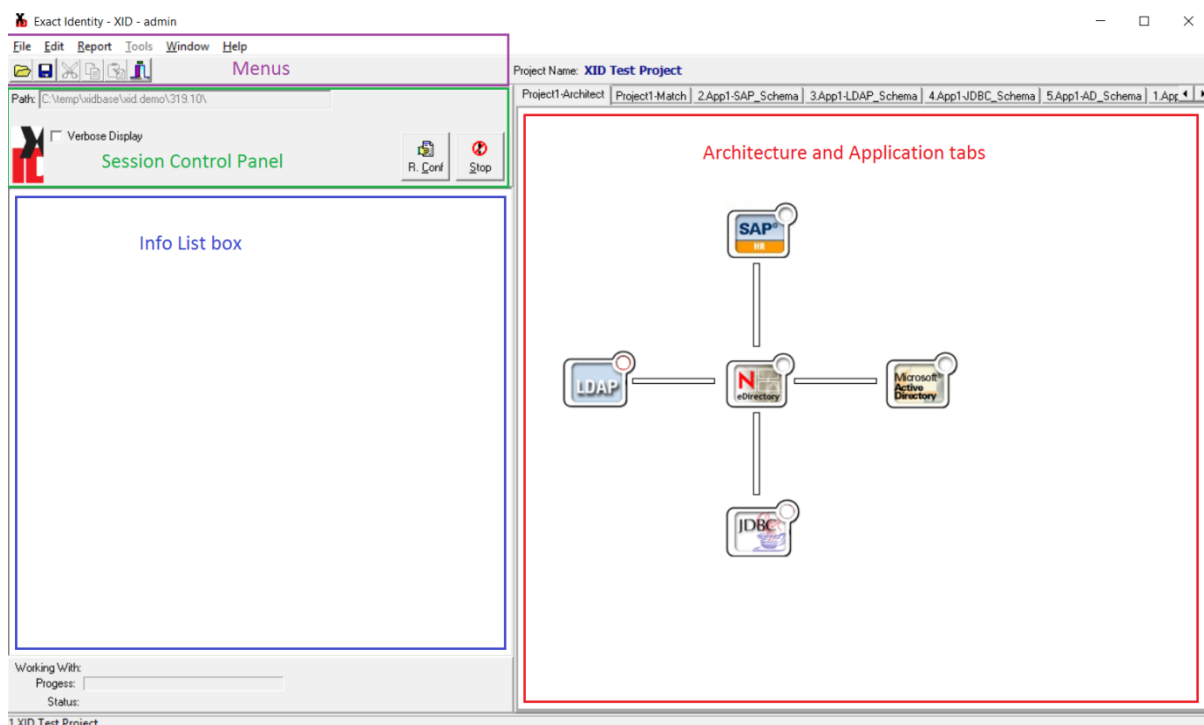 Exact Identity - XID - admin
File Edit Report Tools Window Help
Menus
Project Name: XID Test Project
Path: C:\temp\xidbase\xid.demo\319.10\
Project1-Architect Project1-Match 2.App1-SAP_Schema 3.App1-LDAP_Schema 4.App1-JDBC_Schema 5.App1-AD_Schema 1.App
Verbose Display
XID
Session Control Panel
R. Conf
Stop
Architecture and Application tabs
Info List box
SAP
HR
LDAP
N
eDirectory
Microsoft
Active
Directory
JDBC
Working With:
Progess:
Status:
1 XID Test Project